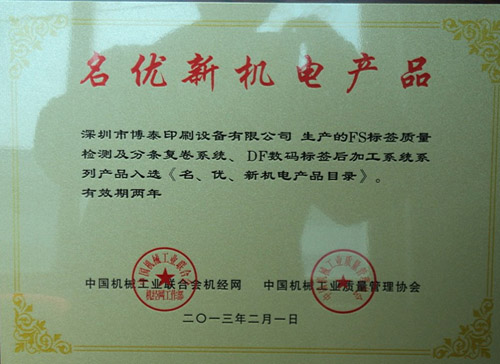 名优新机电产品
深圳市博泰印刷设备有限公司 生产的FS标签质量
检测及分条复卷系统、DF数码标签后加工系统系
列产品入选《名、优、新机电产品目录》。
有效期两年
中国机械工业联合会机经网 中国机械工业质量管理协会
二〇一三年二月一日